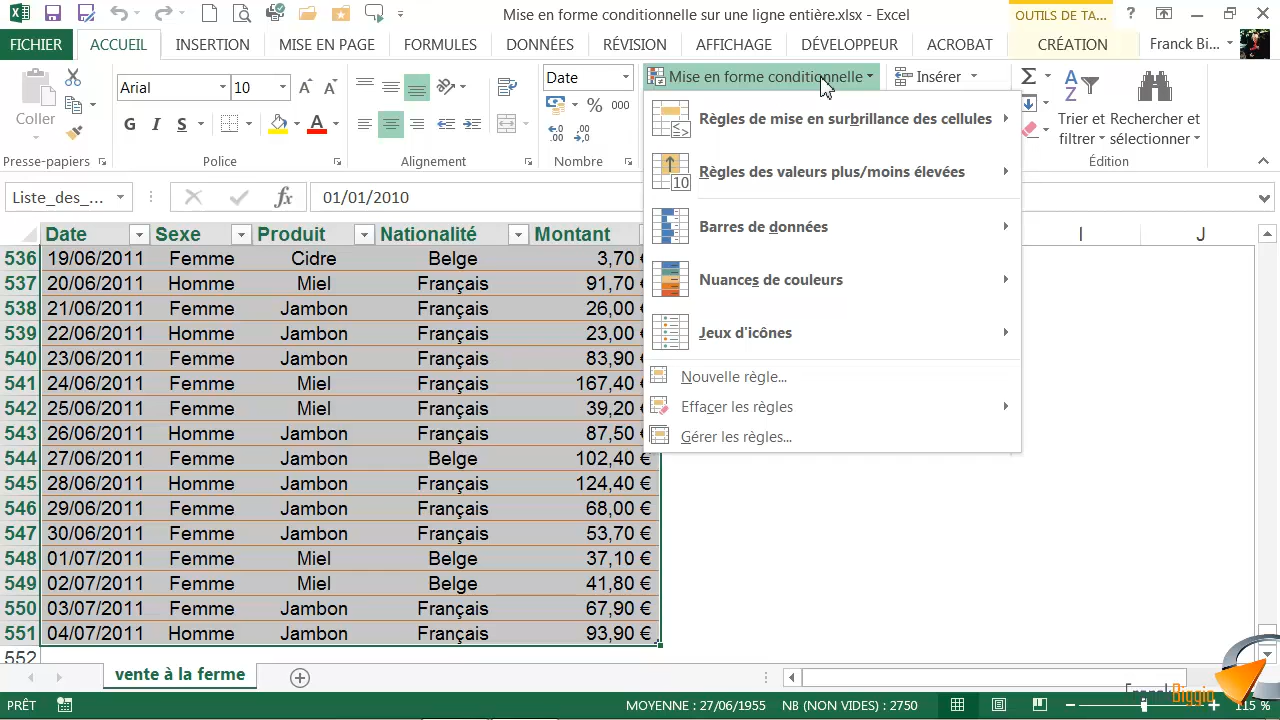 Mise en forme conditionnelle sur une ligne entière.xlsx - Excel
OUTILS DE TA...
FICHIER ACCUEIL INSERTION MISE EN PAGE FORMULES DONNÉES RÉVISION AFFICHAGE DÉVELOPPEUR ACROBAT CRÉATION Franck Bi...
Coller
Arial 10
G I S
Date
% 000
Mise en forme conditionnelle
Insérer
Trier et filtrer
Rechercher et sélectionner
Presse-papiers Police Alignement Nombre Édition
Règles de mise en surbrillance des cellules
Règles des valeurs plus/moins élevées
Barres de données
Nuances de couleurs
Jeux d'icônes
Nouvelle règle...
Effacer les règles
Gérer les règles...
Liste_des_... fx 01/01/2010
Date Sexe Produit Nationalité Montant I J
536 19/06/2011 Femme Cidre Belge 3,70 €
537 20/06/2011 Homme Miel Français 91,70 €
538 21/06/2011 Femme Jambon Français 26,00 €
539 22/06/2011 Homme Jambon Français 23,00 €
540 23/06/2011 Femme Jambon Français 83,90 €
541 24/06/2011 Femme Miel Français 167,40 €
542 25/06/2011 Femme Miel Français 39,20 €
543 26/06/2011 Homme Jambon Français 87,50 €
544 27/06/2011 Femme Jambon Belge 102,40 €
545 28/06/2011 Homme Jambon Français 124,40 €
546 29/06/2011 Femme Jambon Français 68,00 €
547 30/06/2011 Femme Jambon Français 53,70 €
548 01/07/2011 Femme Miel Belge 37,10 €
549 02/07/2011 Femme Miel Belge 41,80 €
550 03/07/2011 Femme Jambon Français 67,90 €
551 04/07/2011 Homme Jambon Français 93,90 €
552
vente à la ferme
FranckBiggio
PRÊT MOYENNE : 27/06/1955 NB (NON VIDES) : 2750 115 %